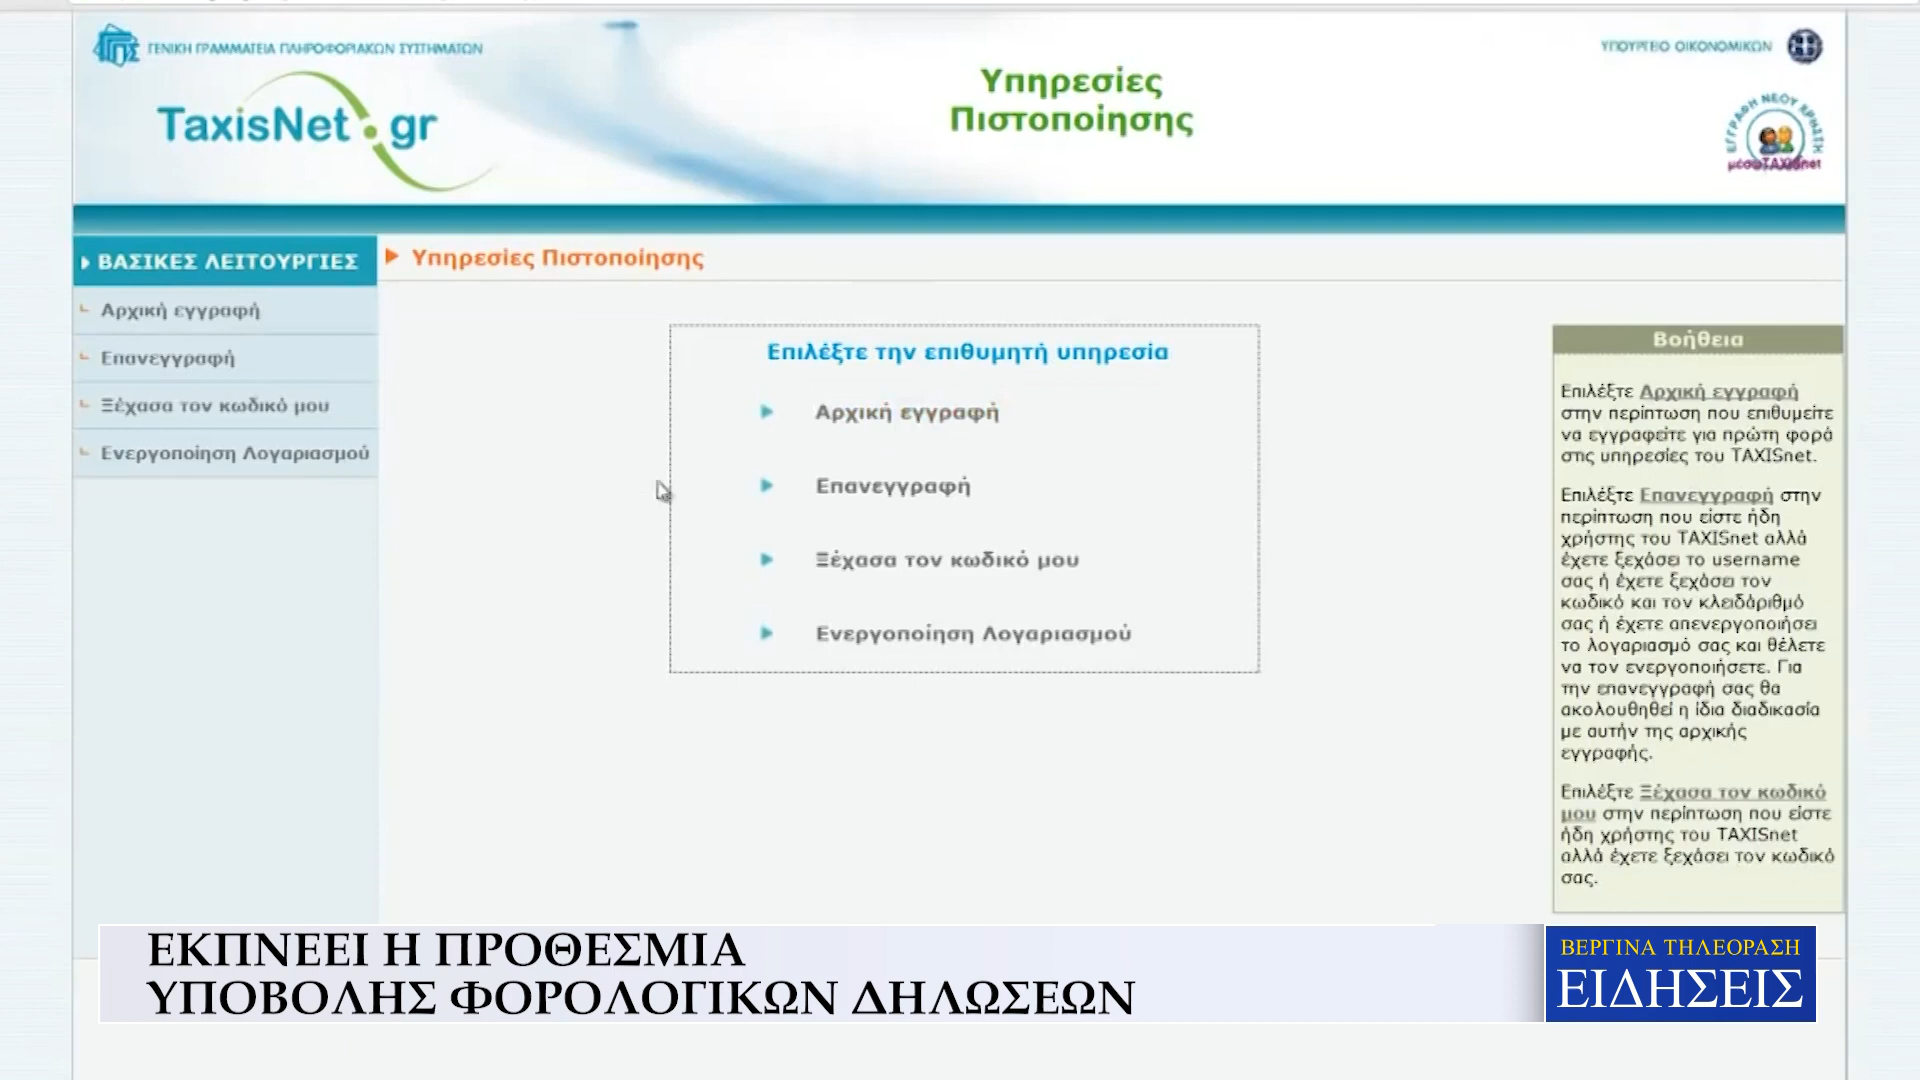 ΓΕΝΙΚΗ ΓΡΑΜΜΑΤΕΙΑ ΠΛΗΡΟΦΟΡΙΑΚΩΝ ΣΥΣΤΗΜΑΤΩΝ
TaxisNet.gr
Υπηρεσίες
Πιστοποίησης
ΥΠΟΥΡΓΕΙΟ ΟΙΚΟΝΟΜΙΚΩΝ
ΕΓΓΡΑΦΗ ΝΕΟΥ ΧΡΗΣΤΗ
μέσω TAXISnet
ΒΑΣΙΚΕΣ ΛΕΙΤΟΥΡΓΙΕΣ
Αρχική εγγραφή
Επανεγγραφή
Ξέχασα τον κωδικό μου
Ενεργοποίηση Λογαριασμού
Υπηρεσίες Πιστοποίησης
Επιλέξτε την επιθυμητή υπηρεσία
Αρχική εγγραφή
Επανεγγραφή
Ξέχασα τον κωδικό μου
Ενεργοποίηση Λογαριασμού
Βοήθεια
Επιλέξτε Αρχική εγγραφή
στην περίπτωση που επιθυμείτε
να εγγραφείτε για πρώτη φορά
στις υπηρεσίες του TAXISnet.
Επιλέξτε Επανεγγραφή στην
περίπτωση που είστε ήδη
χρήστης του TAXISnet αλλά
έχετε ξεχάσει το username
σας ή έχετε ξεχάσει τον
κωδικό και τον κλειδάριθμό
σας ή έχετε απενεργοποιήσει
το λογαριασμό σας και θέλετε
να τον ενεργοποιήσετε. Για
την επανεγγραφή σας θα
ακολουθηθεί η ίδια διαδικασία
με αυτήν της αρχικής
εγγραφής.
Επιλέξτε Ξέχασα τον κωδικό
μου στην περίπτωση που είστε
ήδη χρήστης του TAXISnet
αλλά έχετε ξεχάσει τον κωδικό
σας.
ΕΚΠΝΕΕΙ Η ΠΡΟΘΕΣΜΙΑ
ΥΠΟΒΟΛΗΣ ΦΟΡΟΛΟΓΙΚΩΝ ΔΗΛΩΣΕΩΝ
ΒΕΡΓΙΝΑ ΤΗΛΕΟΡΑΣΗ
ΕΙΔΗΣΕΙΣ